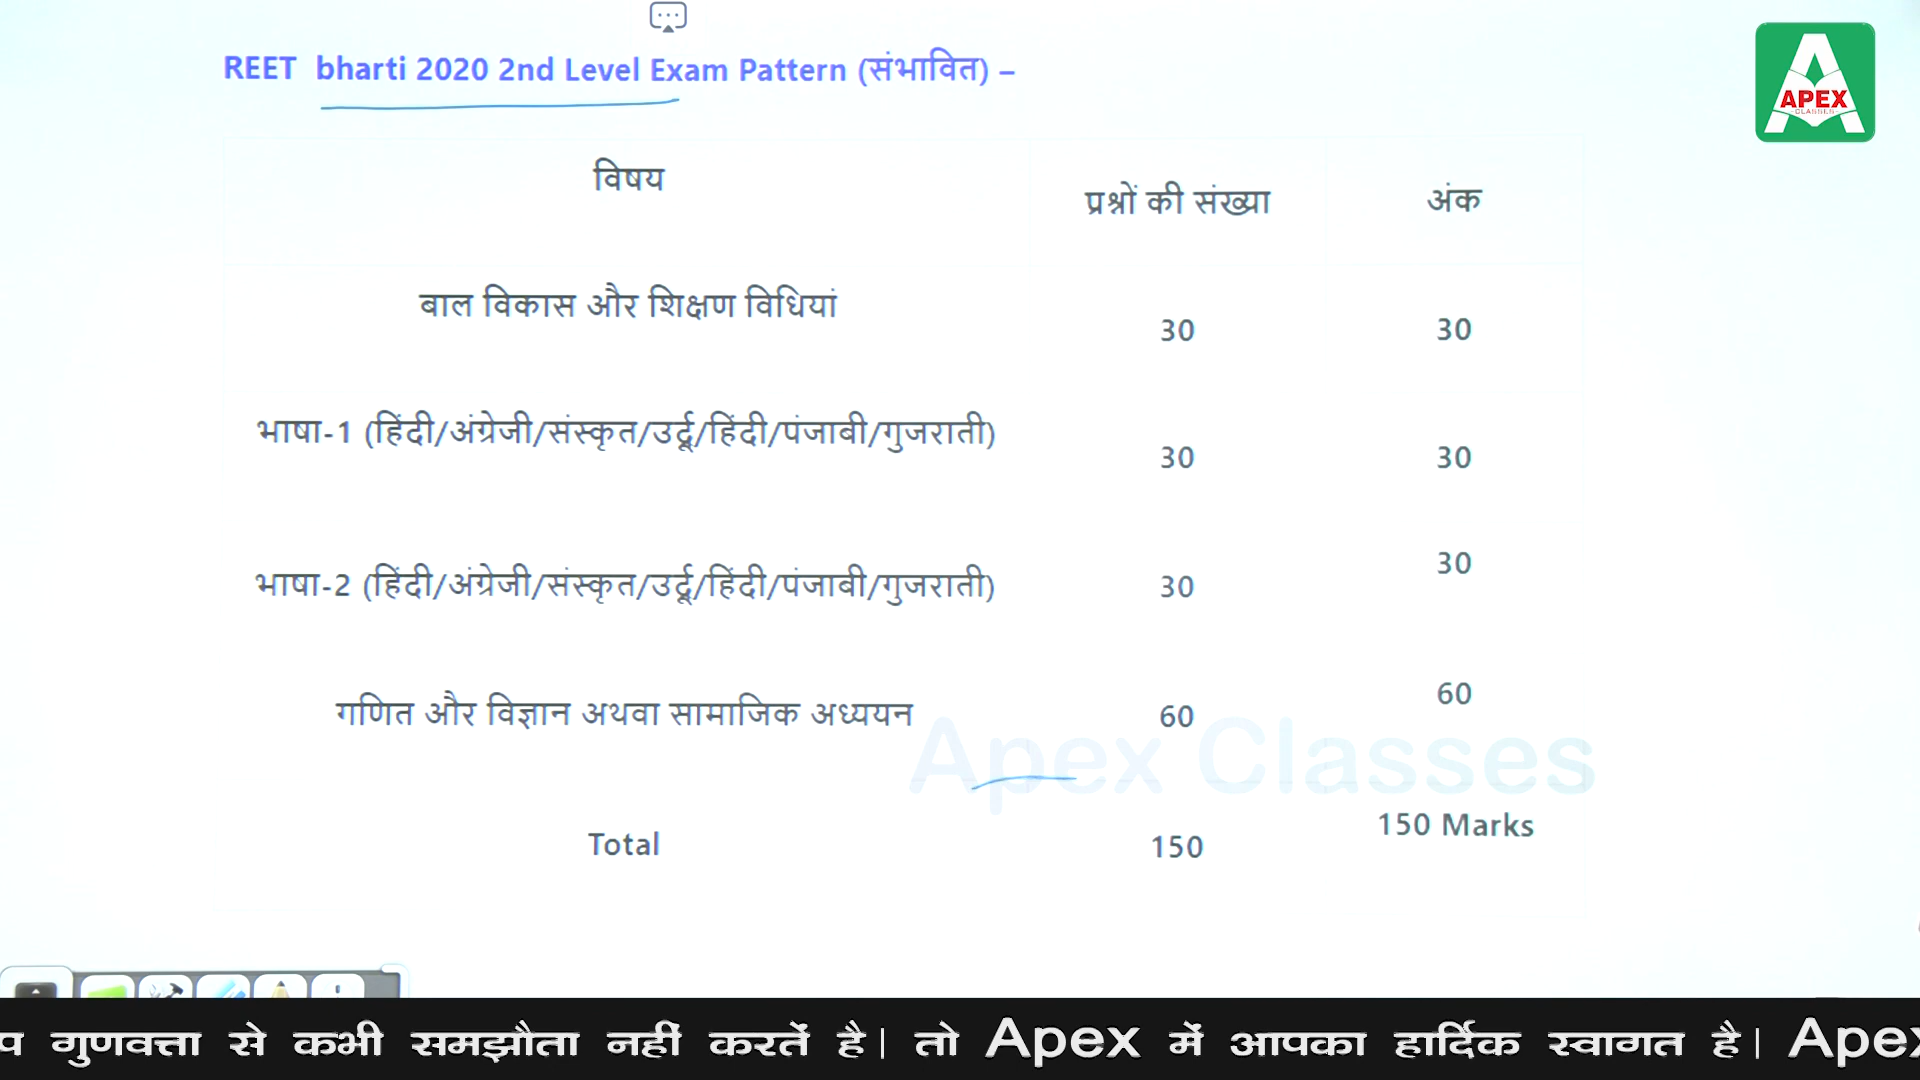 REET bharti 2020 2nd Level Exam Pattern (संभावित) –
APEX
CLASSES
विषय
प्रश्नों की संख्या
अंक
बाल विकास और शिक्षण विधियां
30
30
भाषा-1 (हिंदी/अंग्रेजी/संस्कृत/उर्दू/हिंदी/पंजाबी/गुजराती)
30
30
भाषा-2 (हिंदी/अंग्रेजी/संस्कृत/उर्दू/हिंदी/पंजाबी/गुजराती)
30
30
गणित और विज्ञान अथवा सामाजिक अध्ययन
60
60
Apex Classes
Total
150
150 Marks
प गुणवत्ता से कभी समझौता नहीं करतें है| तो Apex में आपका हार्दिक स्वागत है| Apex